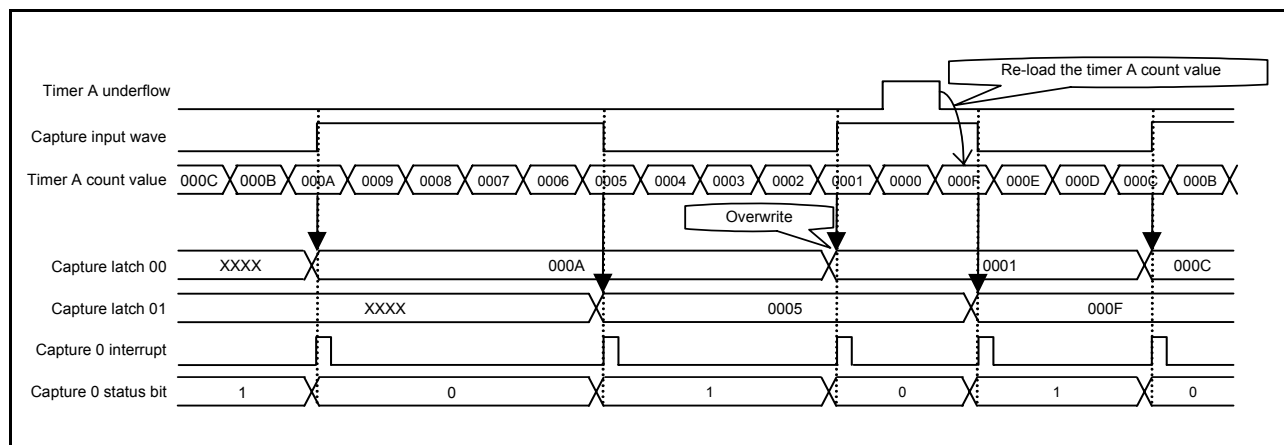 Re-load the timer A count value
Timer A underflow
Capture input wave
Timer A count value 000C 000B 000A 0009 0008 0007 0006 0005 0004 0003 0002 0001 0000 000F 000E 000D 000C 000B
Overwrite
Capture latch 00 XXXX 000A 0001 000C
Capture latch 01 XXXX 0005 000F
Capture 0 interrupt
Capture 0 status bit 1 0 1 0 1 0